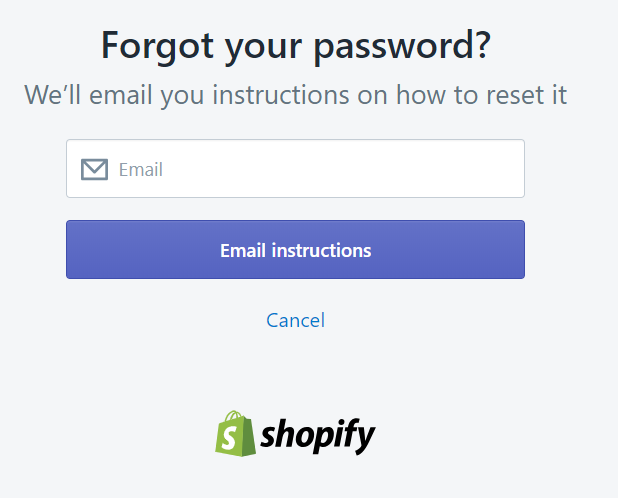 Forgot your password?
We’ll email you instructions on how to reset it
Email
Email instructions
Cancel
shopify